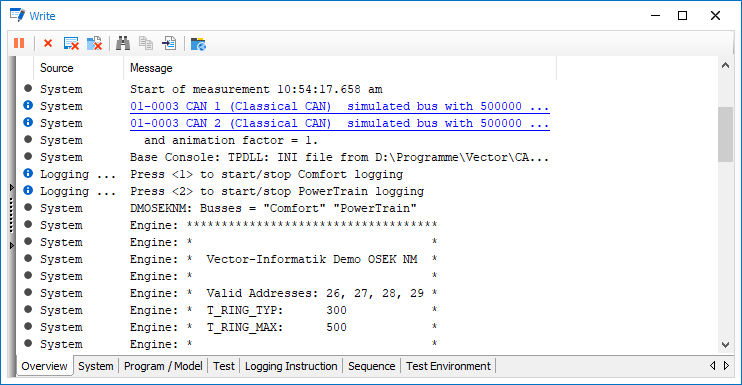 Write
Source Message
System Start of measurement 10:54:17.658 am
System 01-0003 CAN 1 (Classical CAN)  simulated bus with 500000 ...
System 01-0003 CAN 2 (Classical CAN)  simulated bus with 500000 ...
System and animation factor = 1.
System Base Console: TPDLL: INI file from D:\Programme\Vector\CA...
Logging ... Press <1> to start/stop Comfort logging
Logging ... Press <2> to start/stop PowerTrain logging
System DMOSEKNM: Busses = "Comfort" "PowerTrain"
System Engine: ************************************
System Engine: *                                  *
System Engine: *  Vector-Informatik Demo OSEK NM  *
System Engine: *                                  *
System Engine: *  Valid Addresses: 26, 27, 28, 29 *
System Engine: *  T_RING_TYP:      300            *
System Engine: *  T_RING_MAX:      500            *
System Engine: *                                  *
Overview System Program / Model Test Logging Instruction Sequence Test Environment